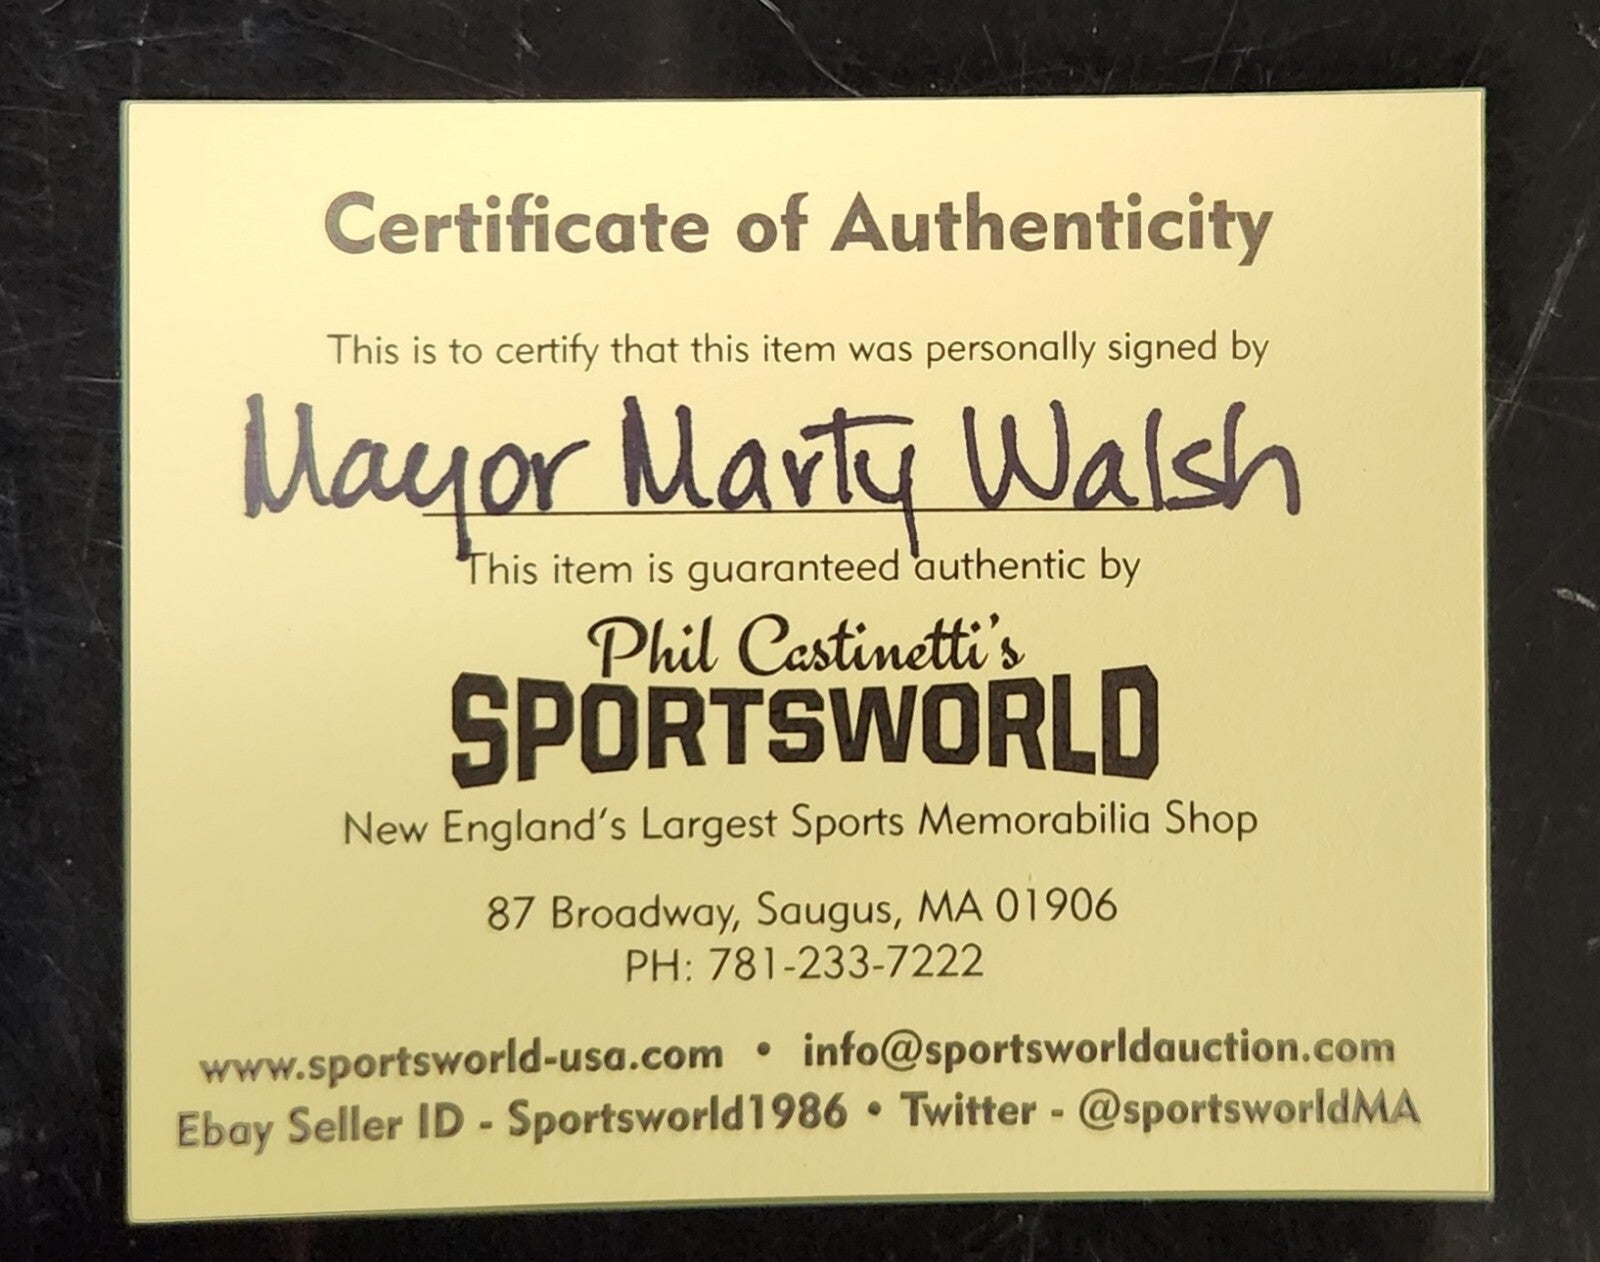 Certificate of Authenticity
This is to certify that this item was personally signed by
Mayor Marty Walsh
This item is guaranteed authentic by
Phil Castinetti's
SPORTSWORLD
New England's Largest Sports Memorabilia Shop
87 Broadway, Saugus, MA 01906
PH: 781-233-7222
www.sportsworld-usa.com • info@sportsworldauction.com
Ebay Seller ID - Sportsworld1986 • Twitter - @sportsworldMA